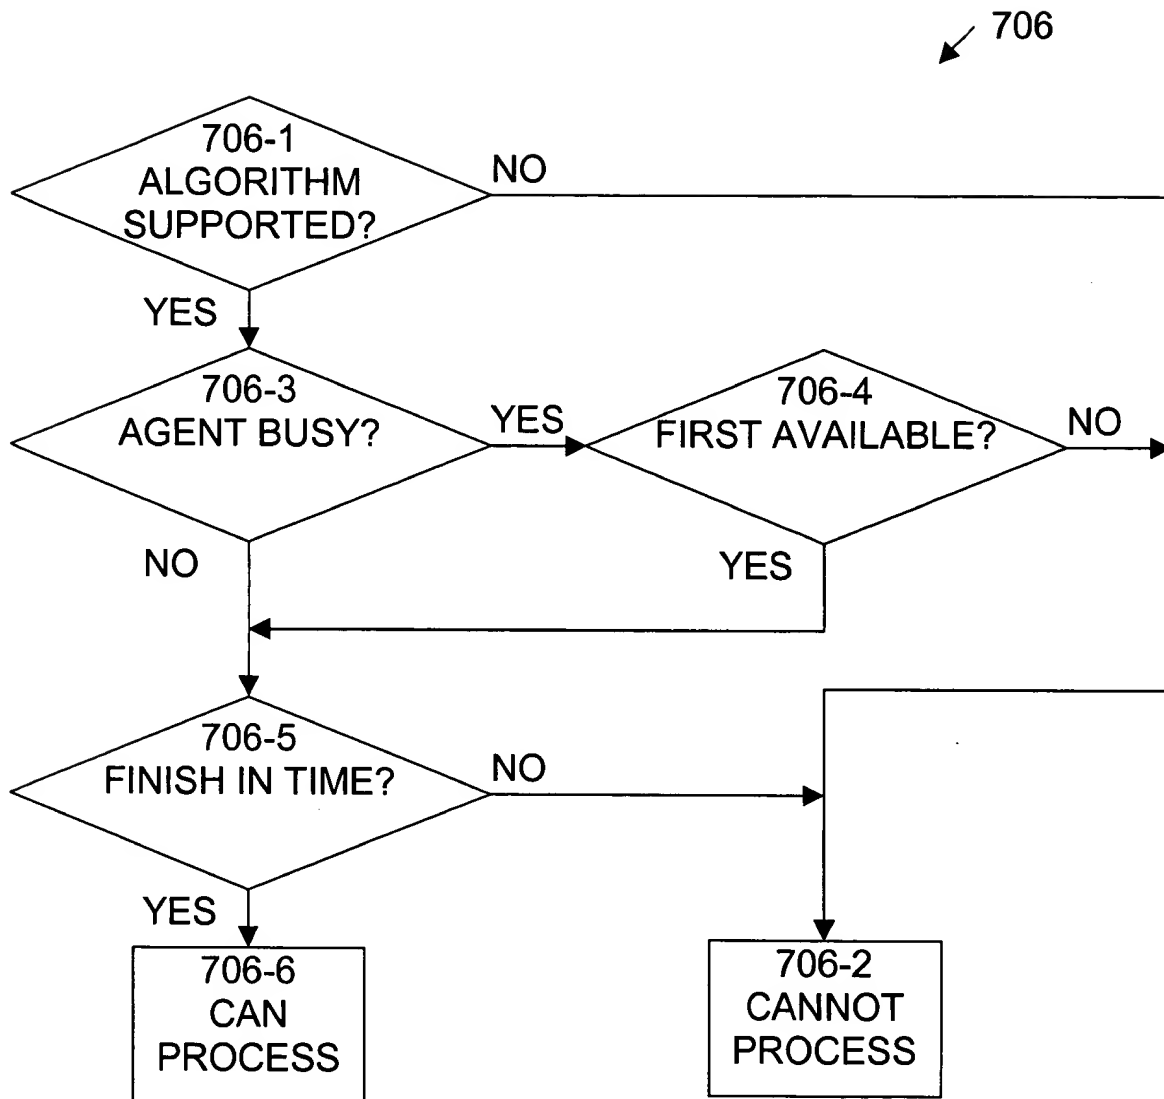 706
706-1
ALGORITHM
SUPPORTED?
NO
YES
706-3
AGENT BUSY?
YES
706-4
FIRST AVAILABLE?
NO
NO
YES
706-5
FINISH IN TIME?
NO
YES
706-6
CAN
PROCESS
706-2
CANNOT
PROCESS